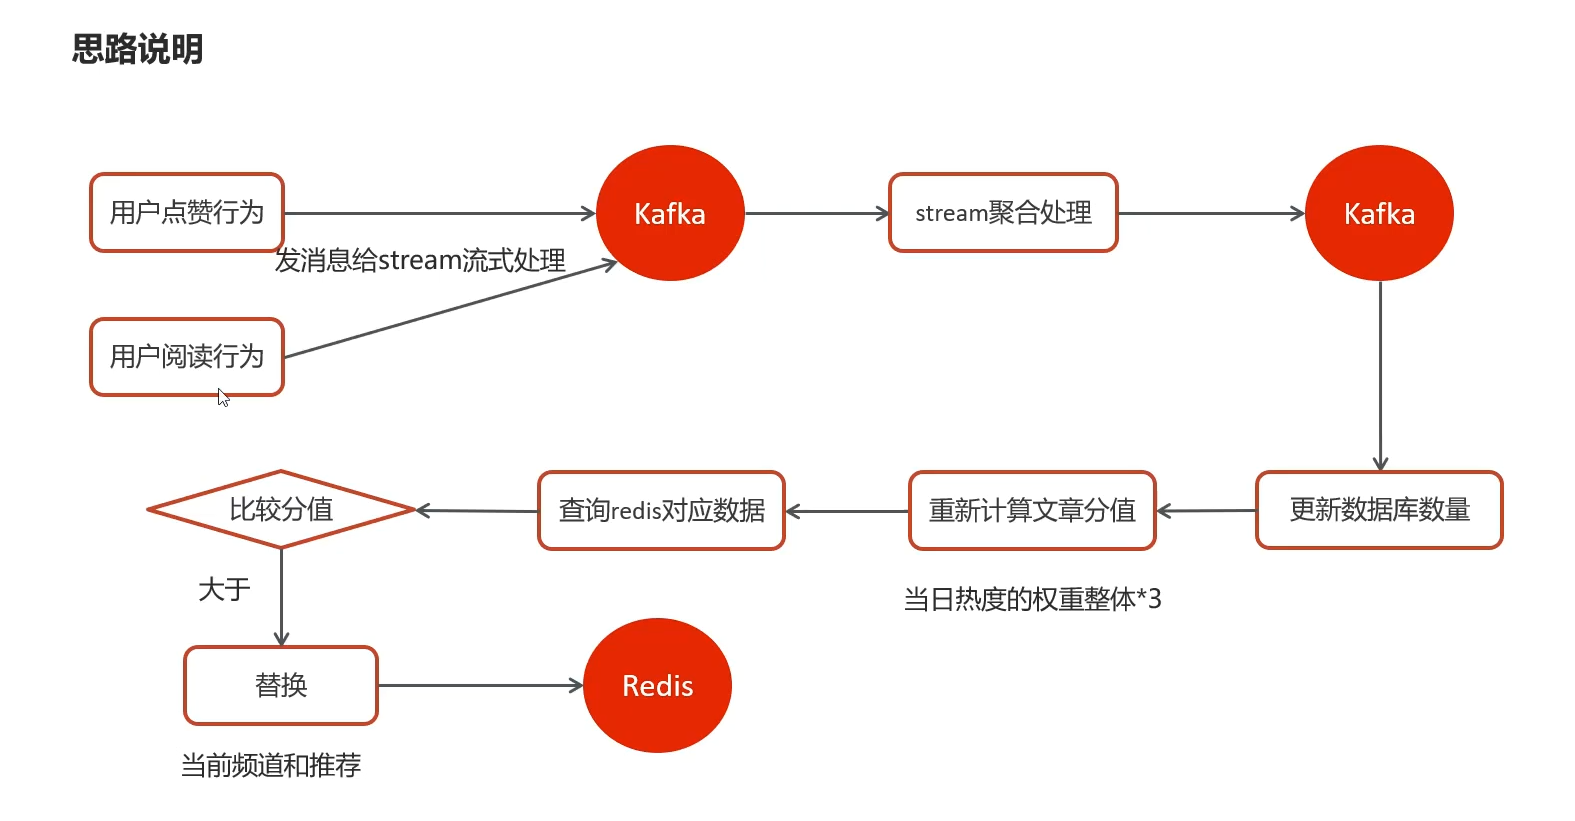 思路说明
用户点赞行为
Kafka
stream聚合处理
Kafka
发消息给stream流式处理
用户阅读行为
比较分值
查询redis对应数据
重新计算文章分值
更新数据库数量
大于
当日热度的权重整体*3
替换
Redis
当前频道和推荐